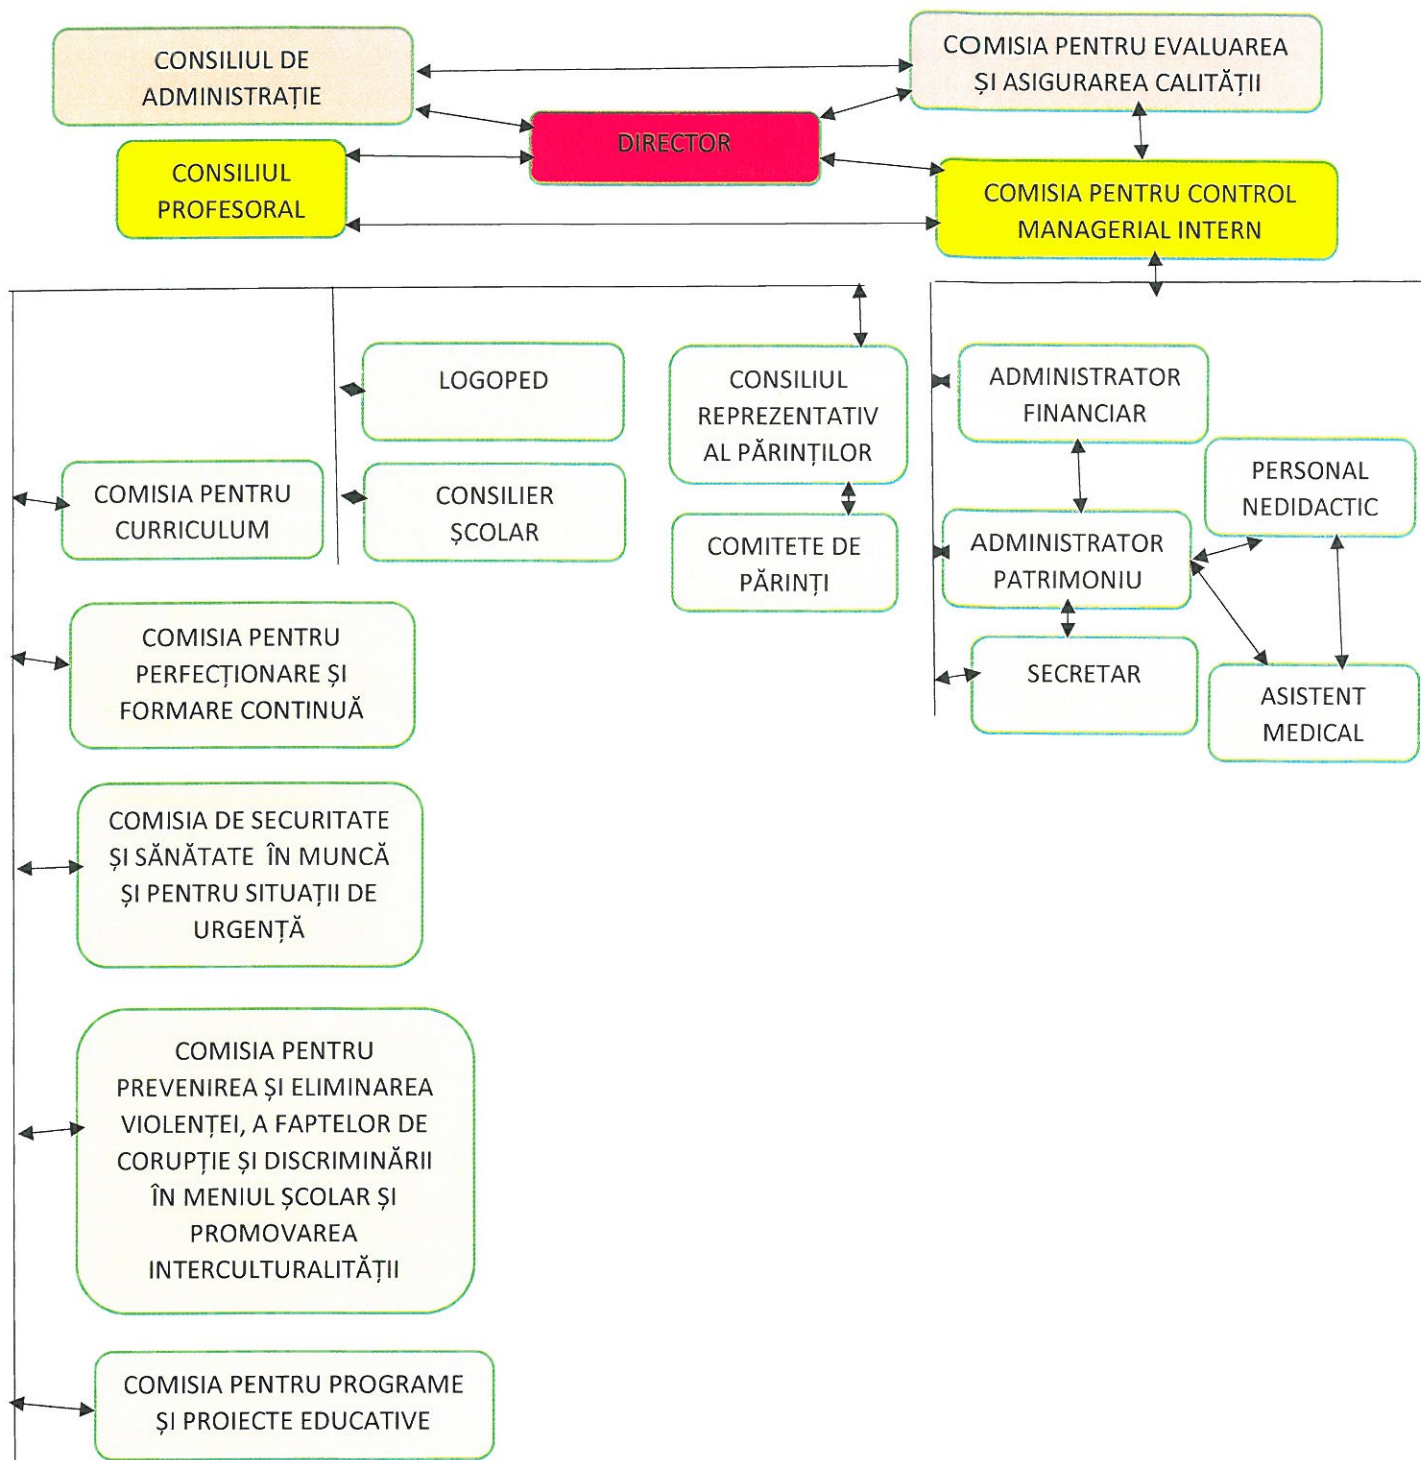 CONSILIUL DE
ADMINISTRAȚIE
COMISIA PENTRU EVALUAREA
ȘI ASIGURAREA CALITĂȚII
DIRECTOR
CONSILIUL
PROFESORAL
COMISIA PENTRU CONTROL
MANAGERIAL INTERN
LOGOPED
CONSILIUL
REPREZENTATIV
AL PĂRINȚILOR
ADMINISTRATOR
FINANCIAR
COMISIA PENTRU
CURRICULUM
CONSILIER
ȘCOLAR
COMITETE DE
PĂRINȚI
ADMINISTRATOR
PATRIMONIU
PERSONAL
NEDIDACTIC
COMISIA PENTRU
PERFECȚIONARE ȘI
FORMARE CONTINUĂ
SECRETAR
ASISTENT
MEDICAL
COMISIA DE SECURITATE
ȘI SĂNĂTATE ÎN MUNCĂ
ȘI PENTRU SITUAȚII DE
URGENȚĂ
COMISIA PENTRU
PREVENIREA ȘI ELIMINAREA
VIOLENȚEI, A FAPTELOR DE
CORUPȚIE ȘI DISCRIMINĂRII
ÎN MENIUL ȘCOLAR ȘI
PROMOVAREA
INTERCULTURALITĂȚII
COMISIA PENTRU PROGRAME
ȘI PROIECTE EDUCATIVE